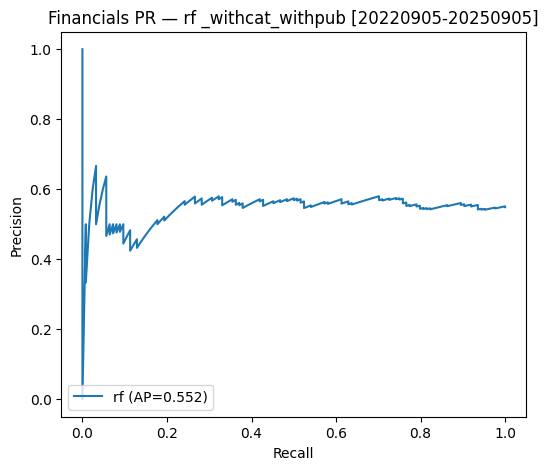 Financials PR — rf _withcat_withpub [20220905-20250905]
1.0
0.8
0.6
0.4
0.2
0.0
Precision
rf (AP=0.552)
0.0 0.2 0.4 0.6 0.8 1.0
Recall